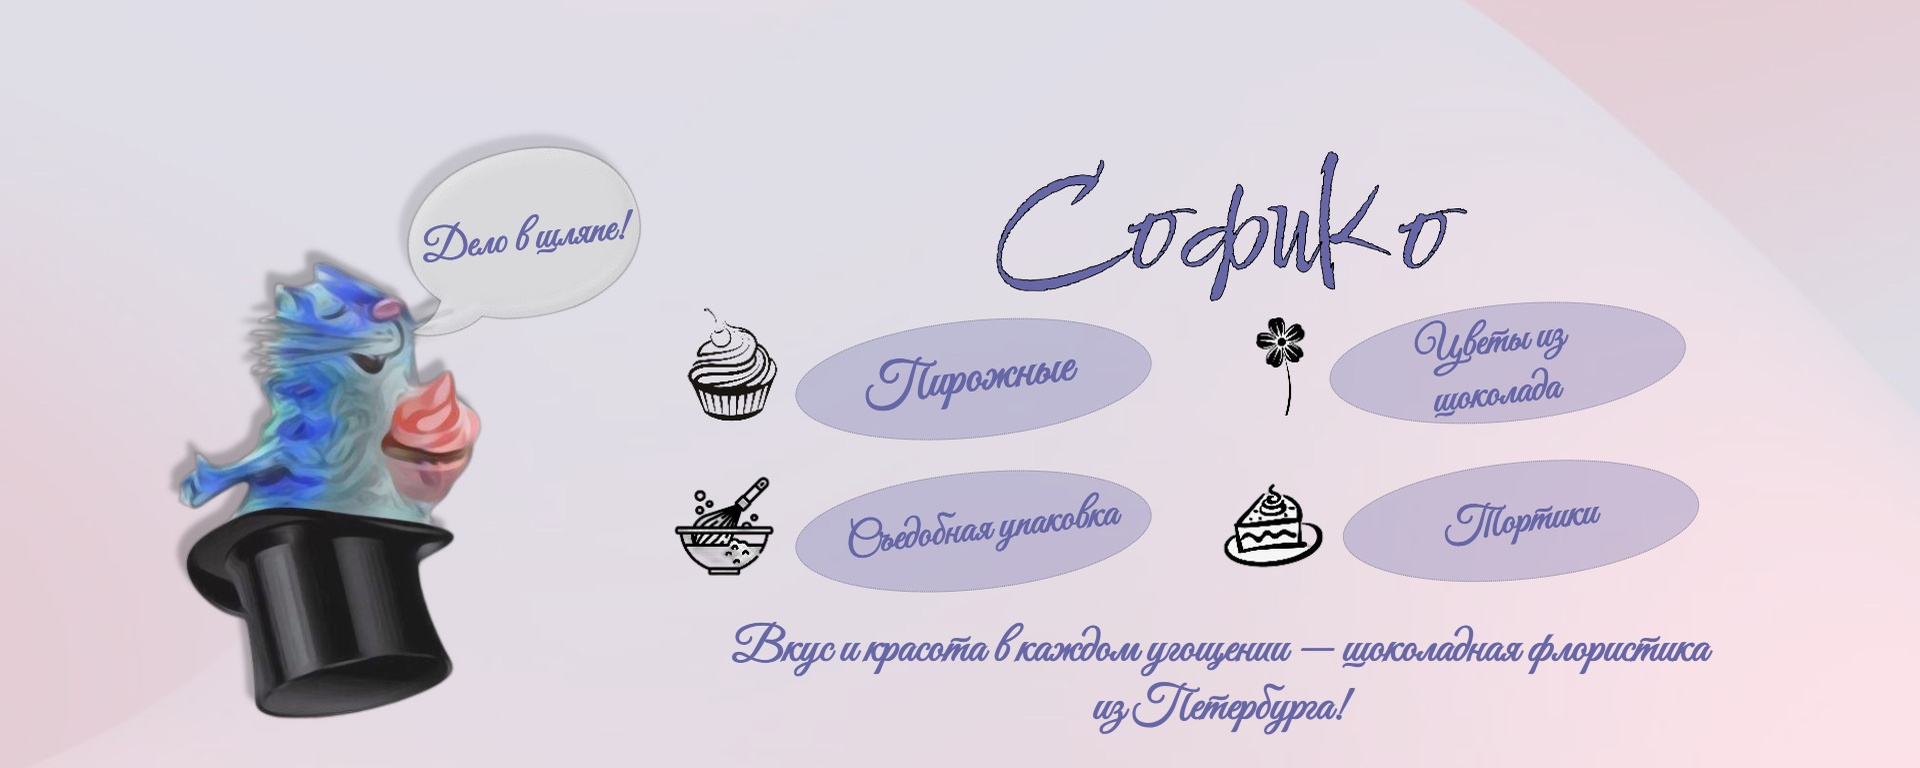 Дело в шляпе!
Софико
Пирожные
Цветы из
шоколада
Съедобная упаковка
Тортики
Вкус и красота в каждом угощении — шоколадная флористика
из Петербурга!